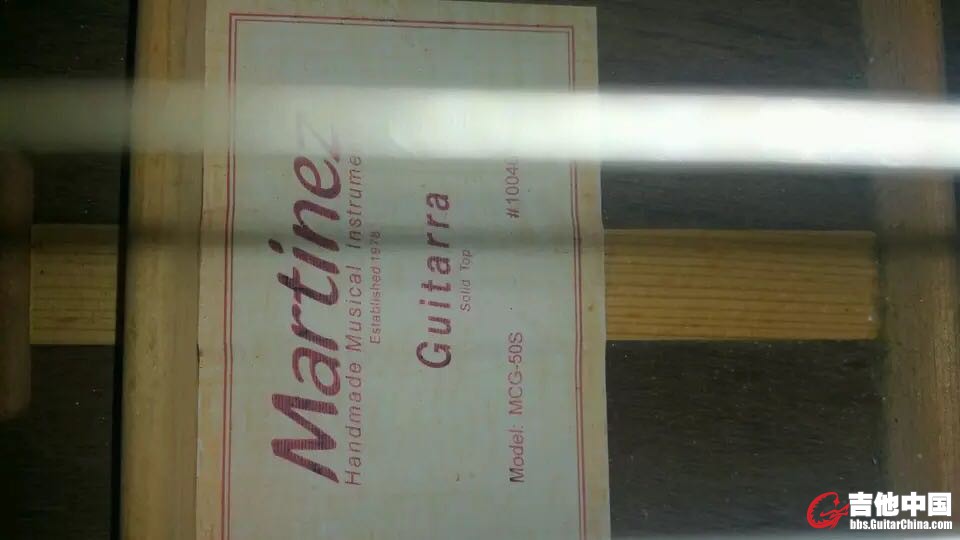 Martinez
Handmade Musical Instrume
Established 1978
Guitarra
Solid Top
Model: MCG-50S
#1004
吉他中国
bbs.GuitarChina.com